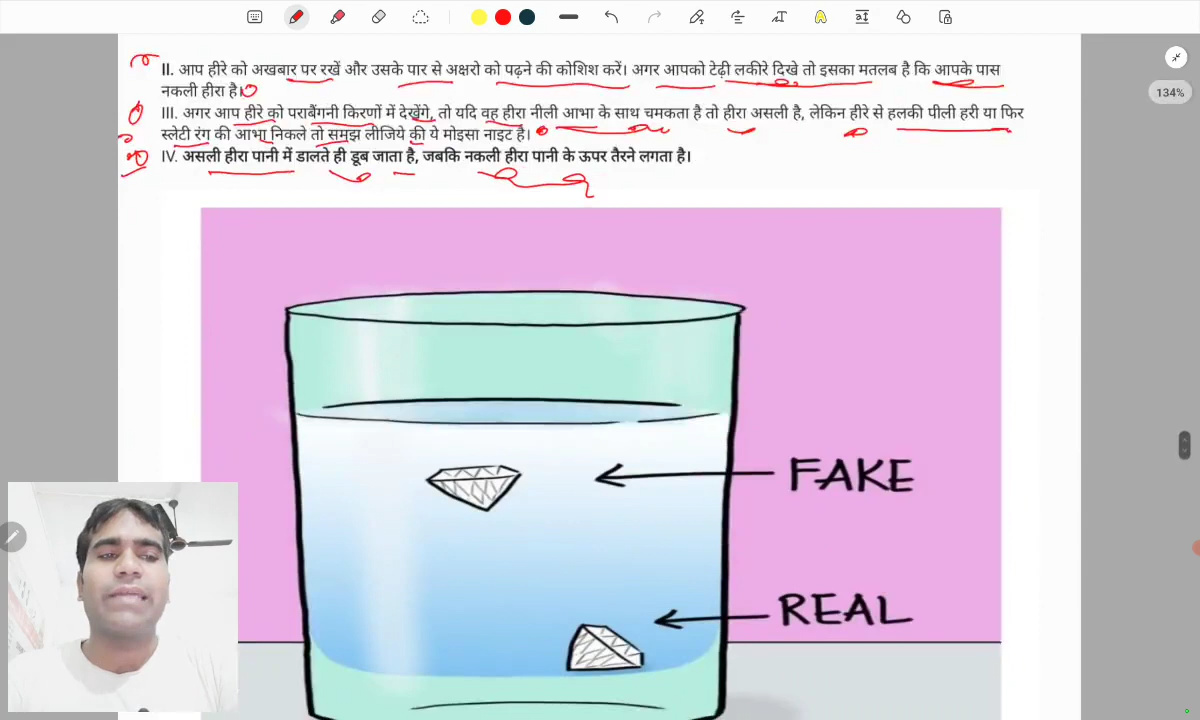 134%
II. आप हीरे को अखबार पर रखें और उसके पार से अक्षरों को पढ़ने की कोशिश करें। अगर आपको टेढ़ी लकीरे दिखे तो इसका मतलब है कि आपके पास
नकली हीरा है।
III. अगर आप हीरे को पराबैंगनी किरणों में देखेंगे, तो यदि वह हीरा नीली आभा के साथ चमकता है तो हीरा असली है, लेकिन हीरे से हलकी पीली हरी या फिर
स्लेटी रंग की आभा निकले तो समझ लीजिये की ये मोइसा नाइट है।
IV. असली हीरा पानी में डालते ही डूब जाता है, जबकि नकली हीरा पानी के ऊपर तैरने लगता है।
FAKE
REAL